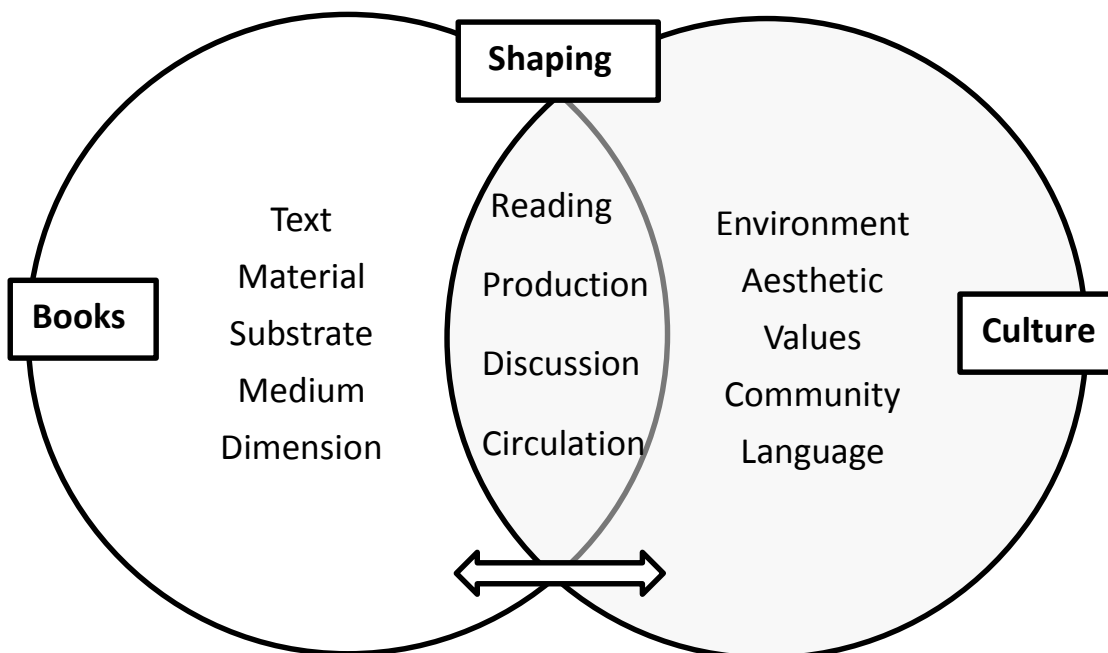 Shaping
Books
Text
Material
Substrate
Medium
Dimension
Reading
Production
Discussion
Circulation
Environment
Aesthetic
Values
Community
Language
Culture